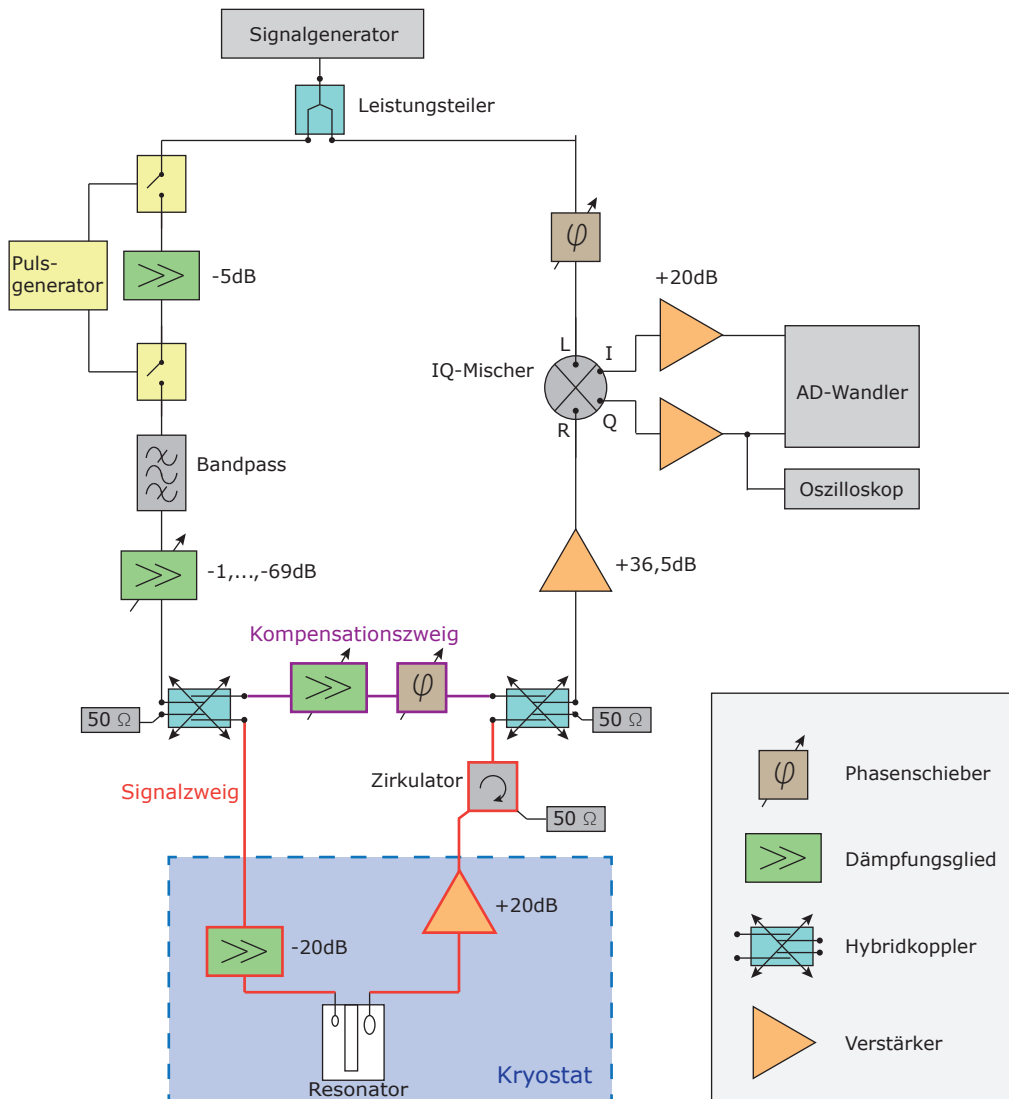 Signalgenerator
Leistungsteiler
Puls-
generator
-5dB
φ
+20dB
IQ-Mischer
L
I
R
Q
AD-Wandler
Oszilloskop
Bandpass
-1,...,-69dB
+36,5dB
Kompensationszweig
φ
50 Ω
50 Ω
Signalzweig
Zirkulator
50 Ω
+20dB
-20dB
Resonator
Kryostat
φ
Phasenschieber
Dämpfungsglied
Hybridkoppler
Verstärker